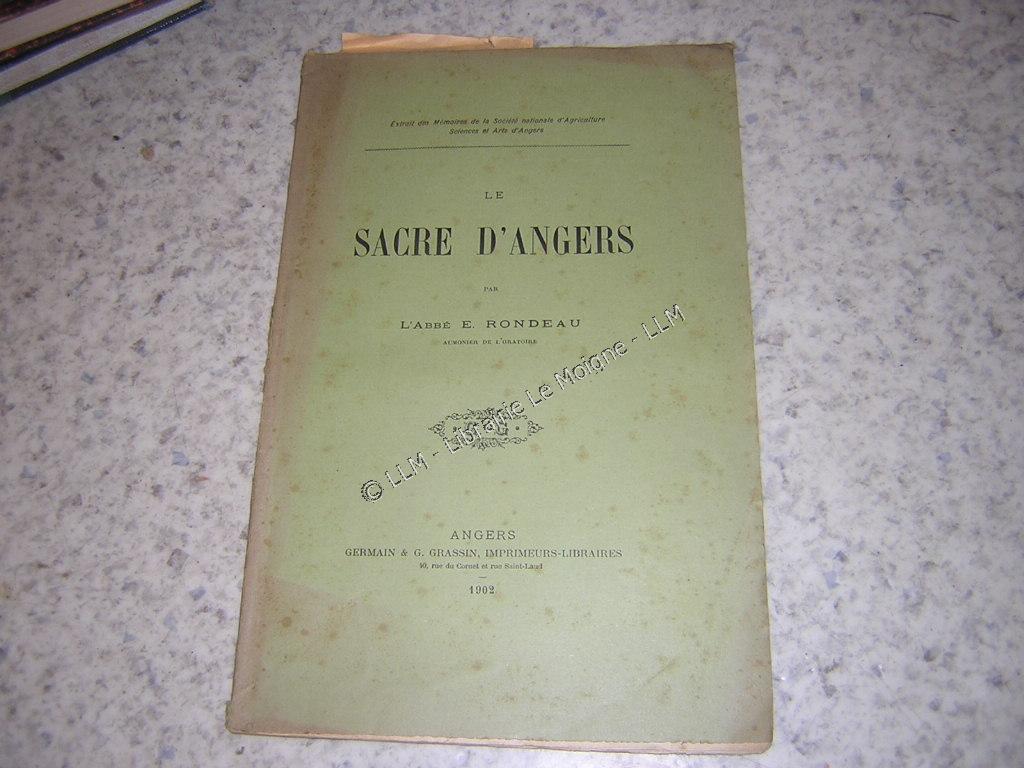 Extrait des Mémoires de la Société nationale d'Agriculture
Sciences et Arts d'Angers
LE
SACRE D'ANGERS
PAR
L'ABBÉ E. RONDEAU
AUMONIER DE L'ORATOIRE
© LLM - Librairie Le Moigne - LLM
ANGERS
GERMAIN & G. GRASSIN, IMPRIMEURS-LIBRAIRES
40, rue du Cornet et rue Saint-Laud
1902